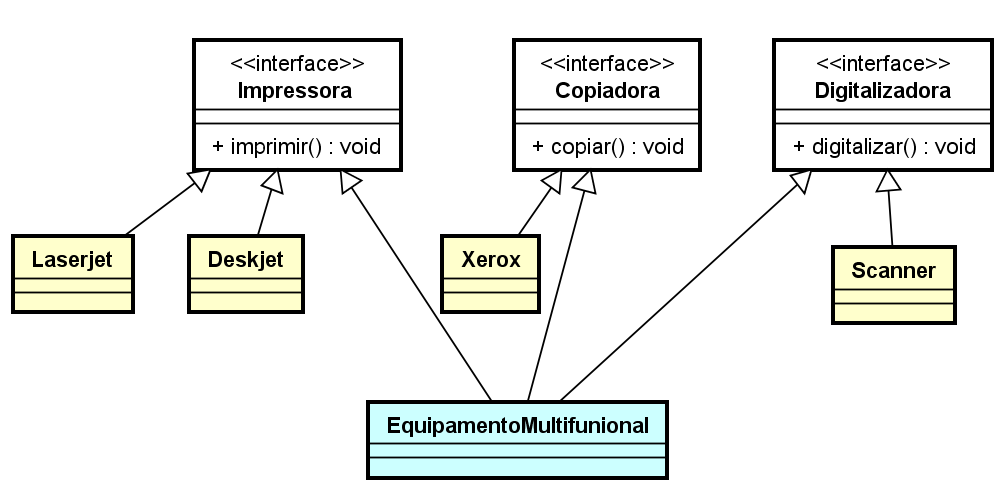 <<interface>>
Impressora
+ imprimir() : void
<<interface>>
Copiadora
+ copiar() : void
<<interface>>
Digitalizadora
+ digitalizar() : void
Laserjet
Deskjet
Xerox
Scanner
EquipamentoMultifunional